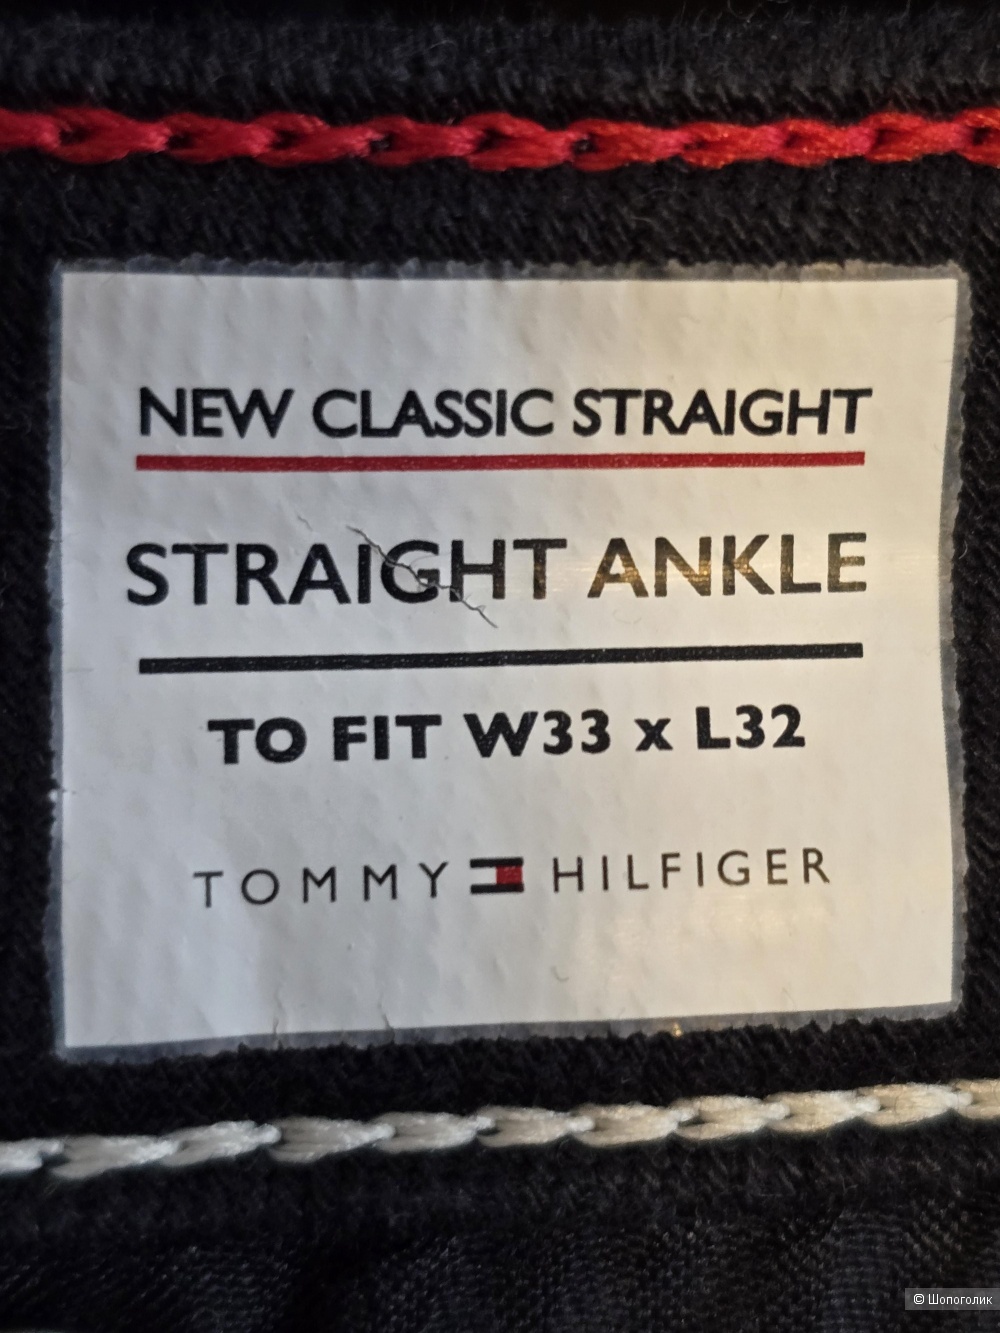 NEW CLASSIC STRAIGHT
STRAIGHT ANKLE
TO FIT W33 x L32
TOMMY HILFIGER
© Шопоголик